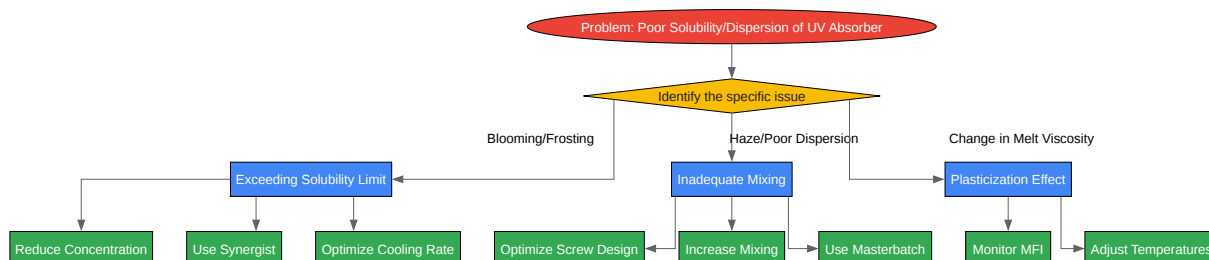 Problem: Poor Solubility/Dispersion of UV Absorber
Identify the specific issue
Blooming/Frosting
Haze/Poor Dispersion
Change in Melt Viscosity
Exceeding Solubility Limit
Inadequate Mixing
Plasticization Effect
Reduce Concentration
Use Synergist
Optimize Cooling Rate
Optimize Screw Design
Increase Mixing
Use Masterbatch
Monitor MFI
Adjust Temperatures